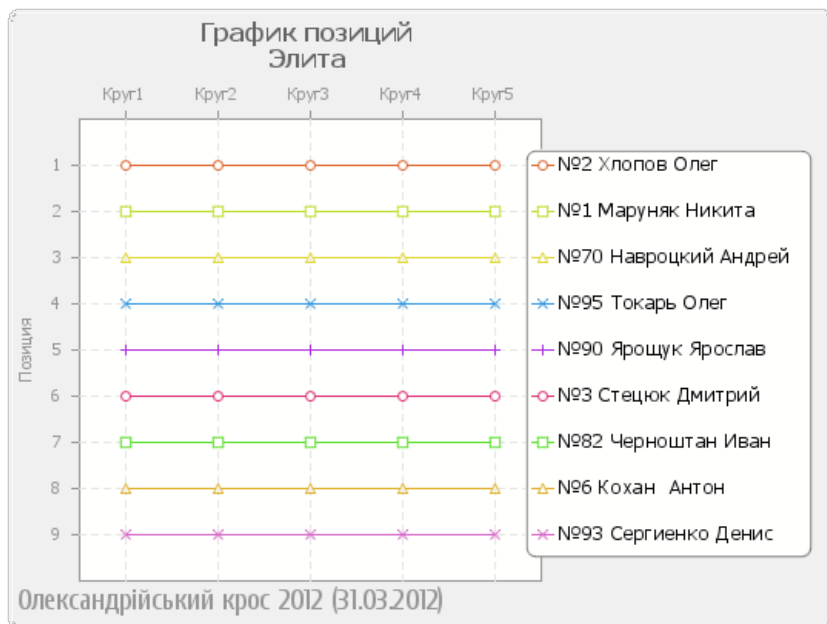 График позиций
Элита
Круг1 Круг2 Круг3 Круг4 Круг5
1 №2 Хлопов Олег
2 №1 Маруняк Никита
3 №70 Навроцкий Андрей
4 №95 Токарь Олег
5 №90 Ярощук Ярослав
6 №3 Стецюк Дмитрий
7 №82 Черноштан Иван
8 №6 Кохан Антон
9 №93 Сергиенко Денис
Позиция
Олександрійський крос 2012 (31.03.2012)